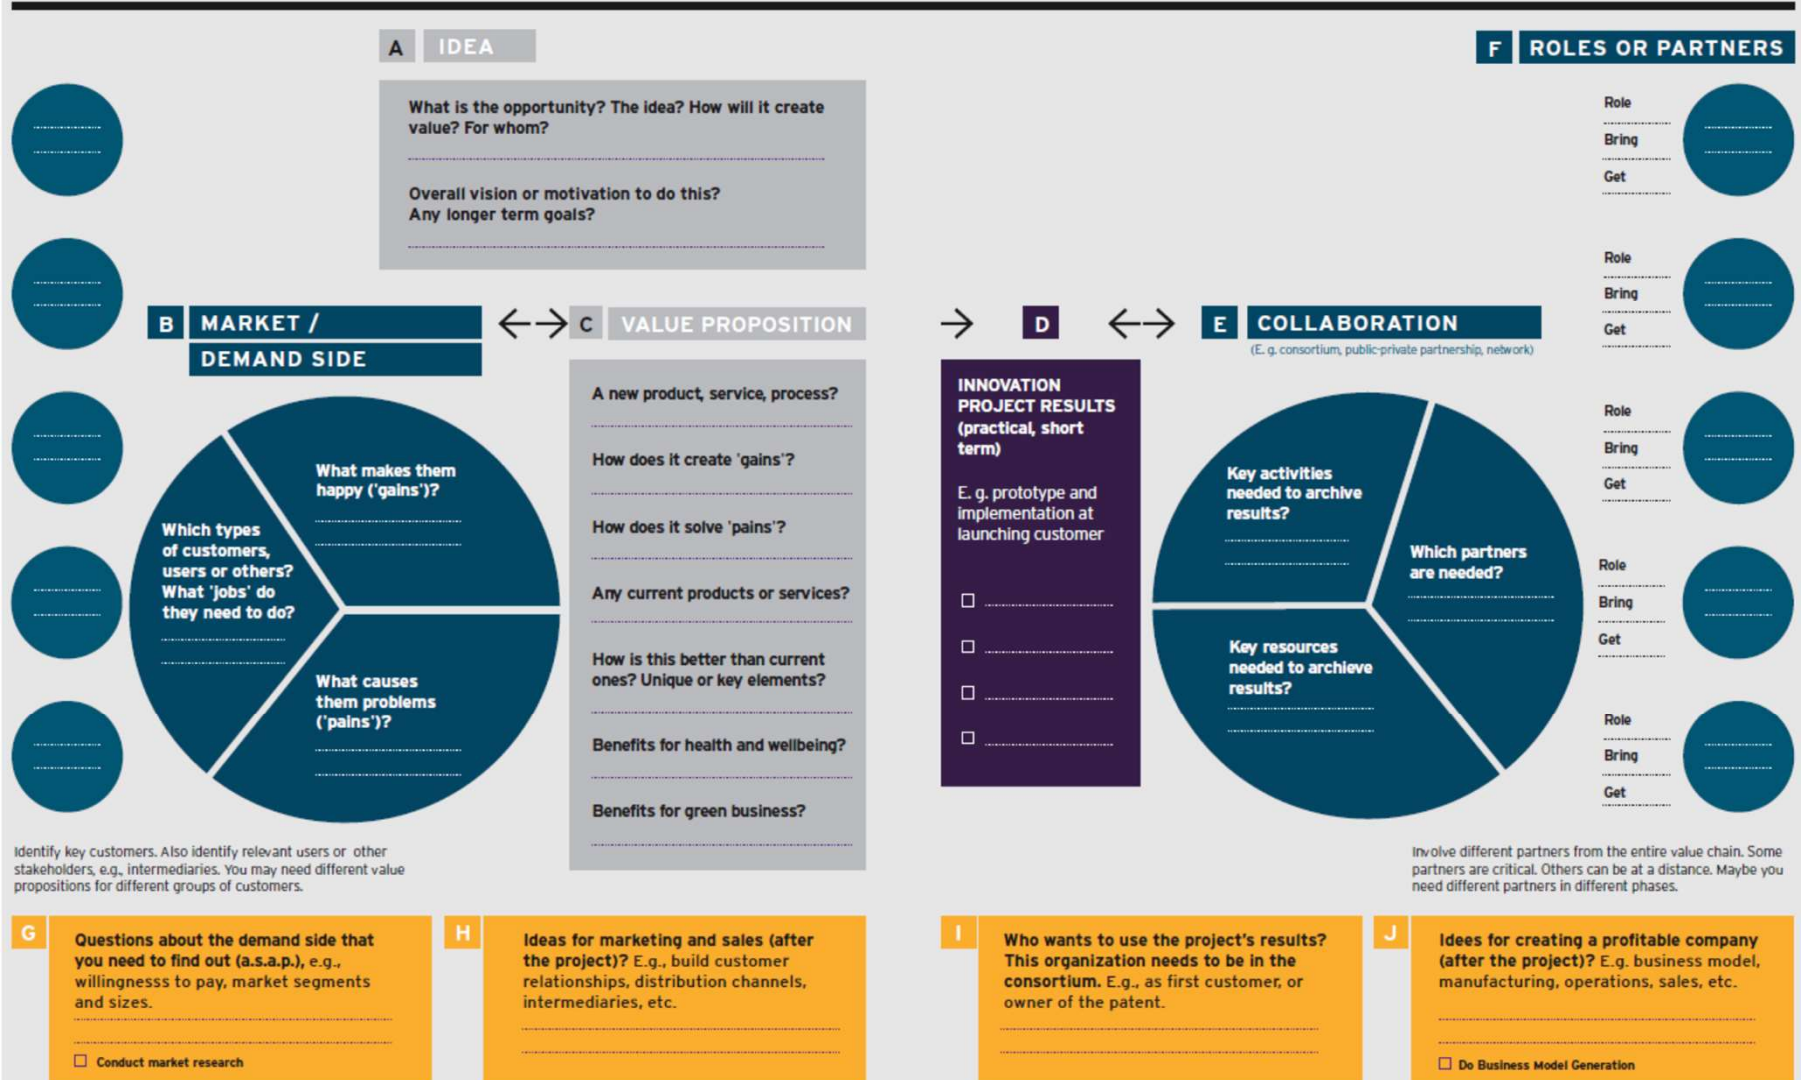 A IDEA
What is the opportunity? The idea? How will it create
value? For whom?
Overall vision or motivation to do this?
Any longer term goals?
F ROLES OR PARTNERS
Role
Bring
Get
Role
Bring
Get
Role
Bring
Get
Role
Bring
Get
Role
Bring
Get
B MARKET /
DEMAND SIDE
What makes them
happy ('gains')?
Which types
of customers,
users or others?
What 'jobs' do
they need to do?
What causes
them problems
('pains')?
Identify key customers. Also identify relevant users or other
stakeholders, e.g., intermediaries. You may need different value
propositions for different groups of customers.
C VALUE PROPOSITION
A new product, service, process?
How does it create 'gains'?
How does it solve 'pains'?
Any current products or services?
How is this better than current
ones? Unique or key elements?
Benefits for health and wellbeing?
Benefits for green business?
D
INNOVATION
PROJECT RESULTS
(practical, short
term)
E. g. prototype and
implementation at
launching customer
E COLLABORATION
(E. g. consortium, public-private partnership, network)
Key activities
needed to archive
results?
Which partners
are needed?
Key resources
needed to archieve
results?
Involve different partners from the entire value chain. Some
partners are critical. Others can be at a distance. Maybe you
need different partners in different phases.
G
Questions about the demand side that
you need to find out (a.s.a.p.), e.g.,
willingnesss to pay, market segments
and sizes.
Conduct market research
H
Ideas for marketing and sales (after
the project)? E.g., build customer
relationships, distribution channels,
intermediaries, etc.
I
Who wants to use the project's results?
This organization needs to be in the
consortium. E.g., as first customer, or
owner of the patent.
J
Idees for creating a profitable company
(after the project)? E.g. business model,
manufacturing, operations, sales, etc.
Do Business Model Generation